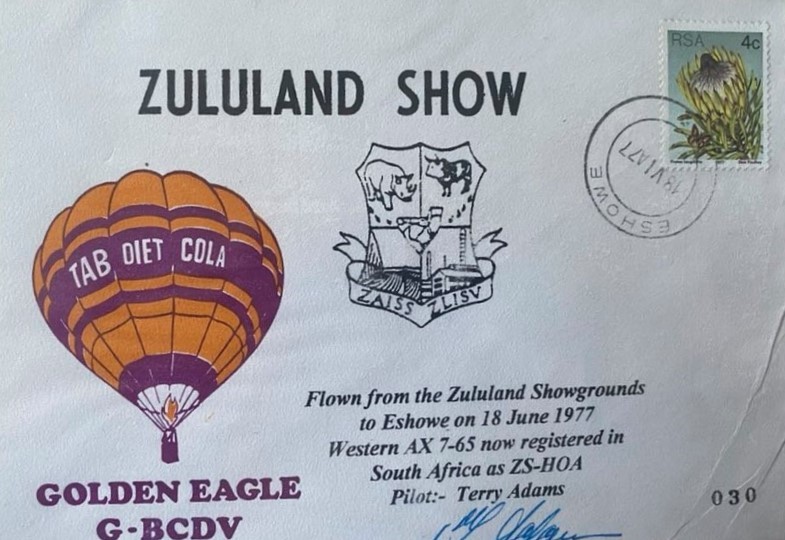 RSA 4c
ZULULAND SHOW
ESHOWE
18.VI.77
TAB DIET COLA
ZAISS ZLISV
Flown from the Zululand Showgrounds
to Eshowe on 18 June 1977
Western AX 7-65 now registered in
South Africa as ZS-HOA
Pilot:- Terry Adams
GOLDEN EAGLE
G-BCDV
030